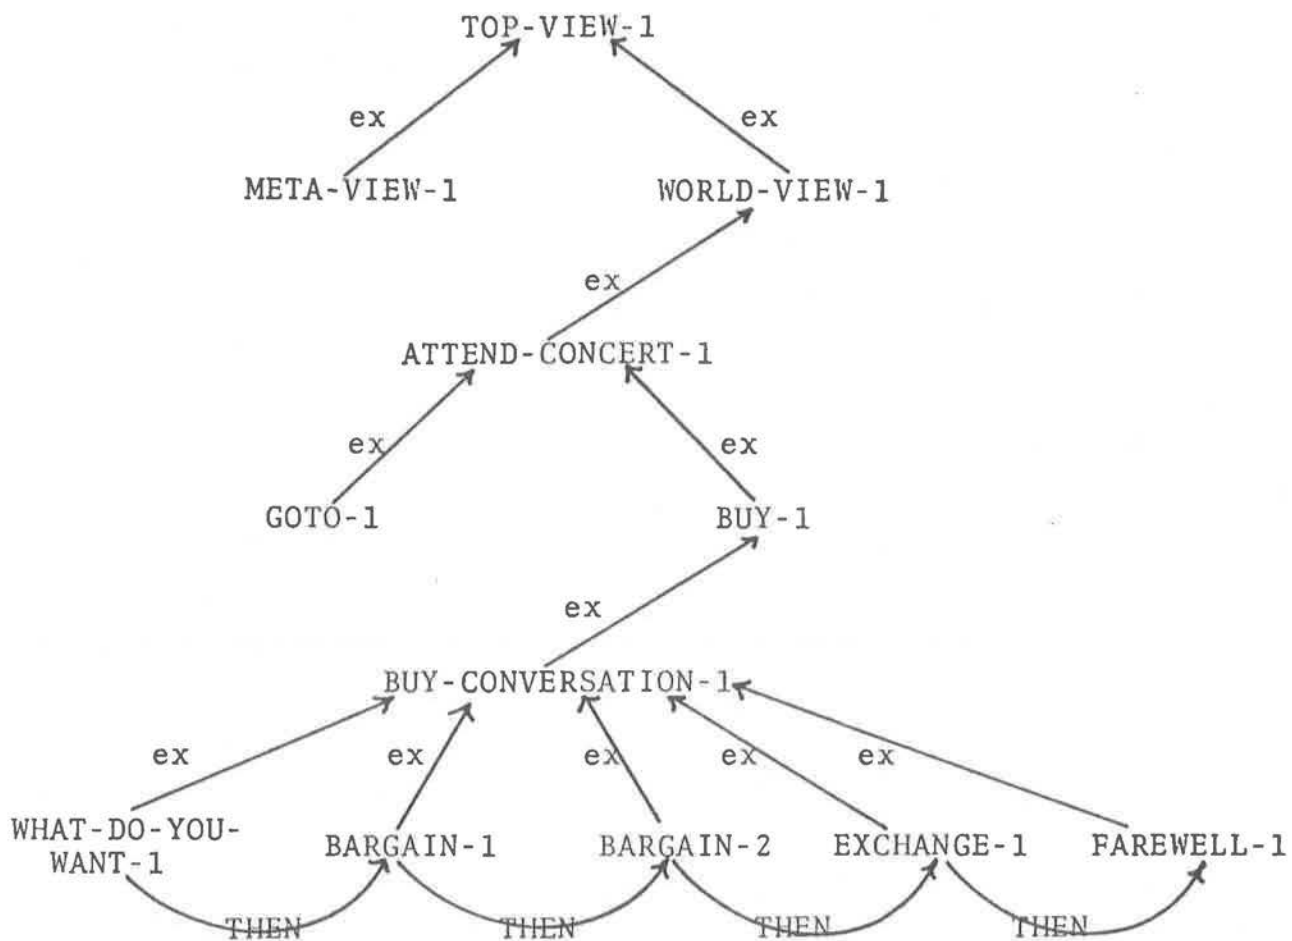 TOP-VIEW-1
ex ex
META-VIEW-1 WORLD-VIEW-1
ex
ATTEND-CONCERT-1
ex ex
GOTO-1 BUY-1
ex
BUY-CONVERSATION-1
ex ex ex ex ex
WHAT-DO-YOU-
WANT-1 BARGAIN-1 BARGAIN-2 EXCHANGE-1 FAREWELL-1
THEN THEN THEN THEN